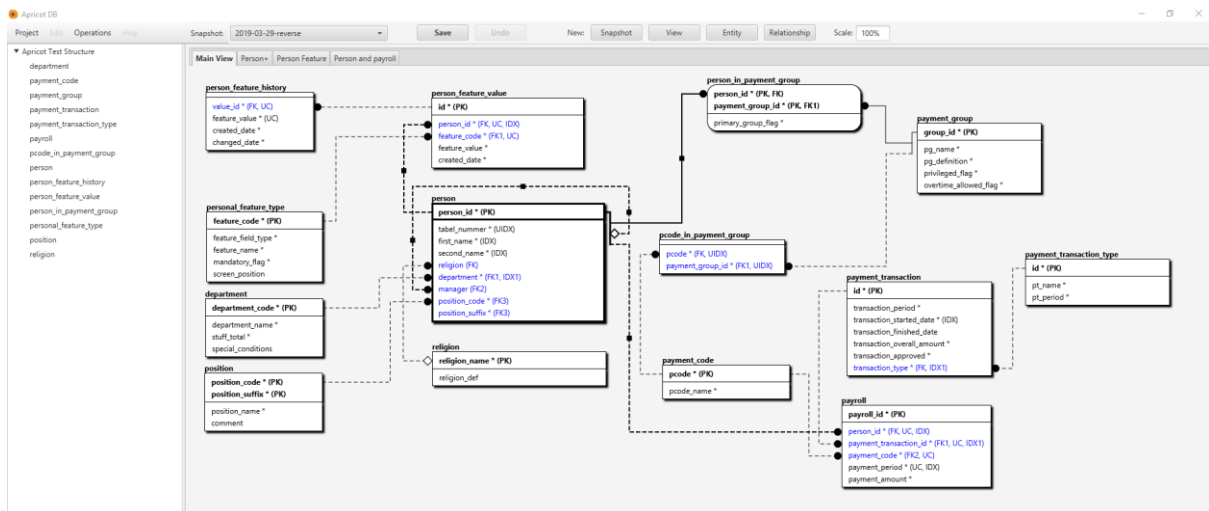 Apricot DB
Project Edit Operations Help Snapshot: 2019-03-29-reverse Save Undo New: Snapshot View Entity Relationship Scale: 100%
Apricot Test Structure
department
payment_code
payment_group
payment_transaction
payment_transaction_type
payroll
pcode_in_payment_group
person
person_feature_history
person_feature_value
person_in_payment_group
personal_feature_type
position
religion
Main View Person+ Person Feature Person and payroll
person_feature_history
value_id * (FK, UC)
feature_value * (UC)
created_date *
changed_date *
person_feature_value
id * (PK)
person_id * (FK, UC, IDX)
feature_code * (FK1, UC)
feature_value *
created_date *
person_in_payment_group
person_id * (PK, FK)
payment_group_id * (PK, FK1)
primary_group_flag *
payment_group
group_id * (PK)
pg_name *
pg_definition *
privileged_flag *
overtime_allowed_flag *
personal_feature_type
feature_code * (PK)
feature_field_type *
feature_name *
mandatory_flag *
screen_position
person
person_id * (PK)
tabel_nummer * (UIDX)
first_name * (IDX)
second_name * (IDX)
religion (FK)
department * (FK1, IDX1)
manager (FK2)
position_code * (FK3)
position_suffix * (FK3)
pcode_in_payment_group
pcode * (FK, UIDX)
payment_group_id * (FK1, UIDX)
payment_transaction_type
id * (PK)
pt_name *
pt_period *
payment_transaction
id * (PK)
transaction_period *
transaction_started_date * (IDX)
transaction_finished_date
transaction_overall_amount *
transaction_approved *
transaction_type * (FK, IDX1)
department
department_code * (PK)
department_name *
stuff_total *
special_conditions
religion
religion_name * (PK)
religion_def
payment_code
pcode * (PK)
pcode_name *
position
position_code * (PK)
position_suffix * (PK)
position_name *
comment
payroll
payroll_id * (PK)
person_id * (FK, UC, IDX)
payment_transaction_id * (FK1, UC, IDX1)
payment_code * (FK2, UC)
payment_period * (UC, IDX)
payment_amount *